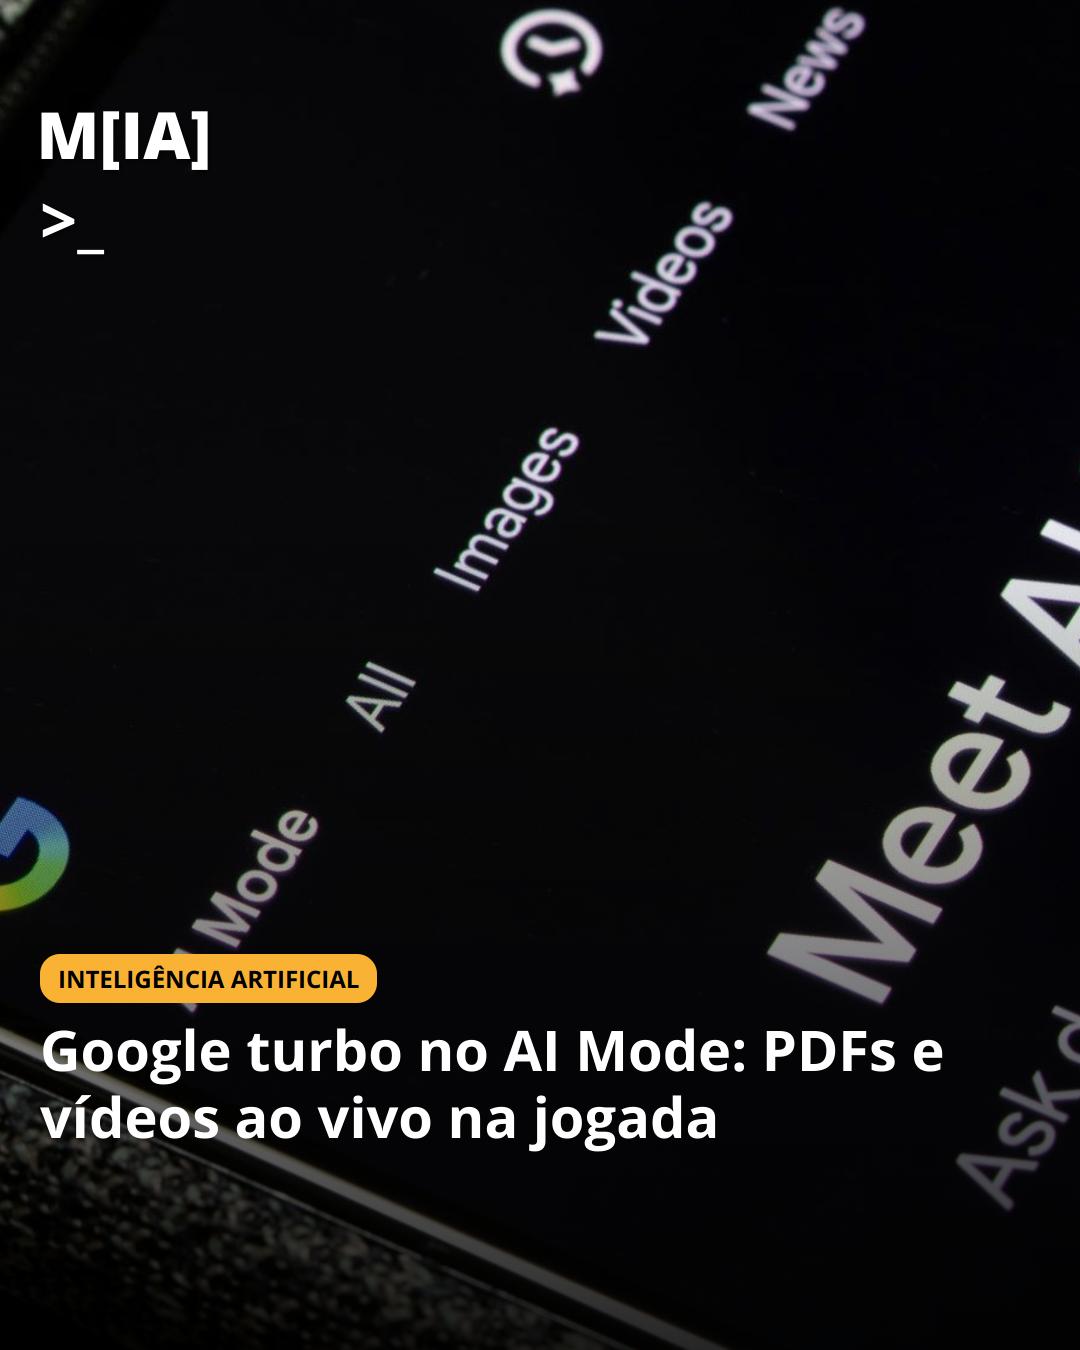 M[IA]
>_
News
Videos
Images
All
Mode
Meet
Ask
INTELIGÊNCIA ARTIFICIAL
Google turbo no AI Mode: PDFs e
vídeos ao vivo na jogada